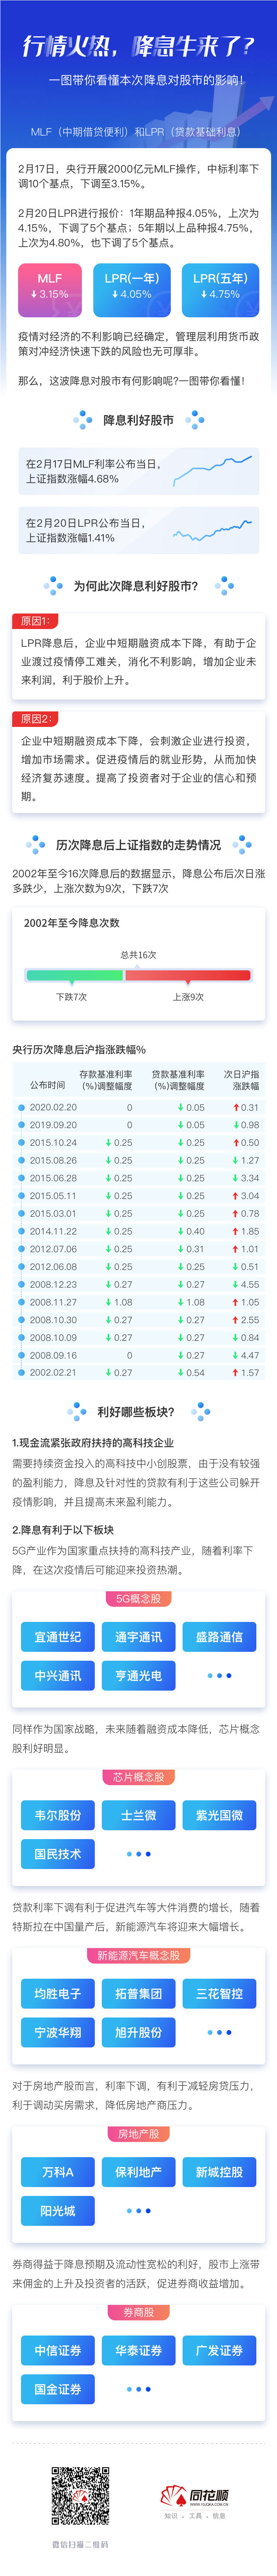 行情火热，降息牛来了？
一图带你看懂本次降息对股市的影响！
MLF（中期借贷便利）和LPR（贷款基础利息）
2月17日，央行开展2000亿元MLF操作，中标利率下
调10个基点，下调至3.15%。
2月20日LPR进行报价：1年期品种报4.05%，上次为
4.15%，下调了5个基点；5年期以上品种报4.75%，
上次为4.80%，也下调了5个基点。
MLF
3.15%
LPR(一年)
4.05%
LPR(五年)
4.75%
疫情对经济的不利影响已经确定，管理层利用货币政
策对冲经济快速下跌的风险也无可厚非。
那么，这波降息对股市有何影响呢?一图带你看懂！
降息利好股市
在2月17日MLF利率公布当日，
上证指数涨幅4.68%
在2月20日LPR公布当日，
上证指数涨幅1.41%
为何此次降息利好股市?
原因1：
LPR降息后，企业中短期融资成本下降，有助于企
业渡过疫情停工难关，消化不利影响，增加企业未
来利润，利于股价上升。
原因2：
企业中短期融资成本下降，会刺激企业进行投资，
增加市场需求。促进疫情后的就业形势，从而加快
经济复苏速度。提高了投资者对于企业的信心和预
期。
历次降息后上证指数的走势情况
2002年至今16次降息后的数据显示，降息公布后次日涨
多跌少，上涨次数为9次，下跌7次
2002年至今降息次数
总共16次
下跌7次 上涨9次
央行历次降息后沪指涨跌幅%
公布时间 存款基准利率(%)调整幅度 贷款基准利率(%)调整幅度 次日沪指涨跌幅
2020.02.20 0 ↓0.05 ↑0.31
2019.09.20 0 ↓0.05 ↓0.98
2015.10.24 ↓0.25 ↓0.25 ↑0.50
2015.08.26 ↓0.25 ↓0.25 ↓1.27
2015.06.28 ↓0.25 ↓0.25 ↓3.34
2015.05.11 ↓0.25 ↓0.25 ↑3.04
2015.03.01 ↓0.25 ↓0.25 ↑0.78
2014.11.22 ↓0.25 ↓0.40 ↑1.85
2012.07.06 ↓0.25 ↓0.31 ↑1.01
2012.06.08 ↓0.25 ↓0.25 ↓0.51
2008.12.23 ↓0.27 ↓0.27 ↓4.55
2008.11.27 ↓1.08 ↓1.08 ↑1.05
2008.10.30 ↓0.27 ↓0.27 ↑2.55
2008.10.09 ↓0.27 ↓0.27 ↓0.84
2008.09.16 0 ↓0.27 ↓4.47
2002.02.21 ↓0.27 ↓0.54 ↑1.57
利好哪些板块?
1.现金流紧张政府扶持的高科技企业
需要持续资金投入的高科技中小创股票，由于没有较强
的盈利能力，降息及针对性的贷款有利于这些公司躲开
疫情影响，并且提高未来盈利能力。
2.降息有利于以下板块
5G产业作为国家重点扶持的高科技产业，随着利率下
降，在这次疫情后可能迎来投资热潮。
5G概念股
宜通世纪 通宇通讯 盛路通信
中兴通讯 亨通光电
同样作为国家战略，未来随着融资成本降低，芯片概念
股利好明显。
芯片概念股
韦尔股份 士兰微 紫光国微
国民技术
贷款利率下调有利于促进汽车等大件消费的增长，随着
特斯拉在中国量产后，新能源汽车将迎来大幅增长。
新能源汽车概念股
均胜电子 拓普集团 三花智控
宁波华翔 旭升股份
对于房地产股而言，利率下调，有利于减轻房贷压力，
利于调动买房需求，降低房地产商压力。
房地产股
万科A 保利地产 新城控股
阳光城
券商得益于降息预期及流动性宽松的利好，股市上涨带
来佣金的上升及投资者的活跃，促进券商收益增加。
券商股
中信证券 华泰证券 广发证券
国金证券
微信扫描二维码
同花顺
WWW.10JQKA.COM.CN
知识 . 工具 . 信息